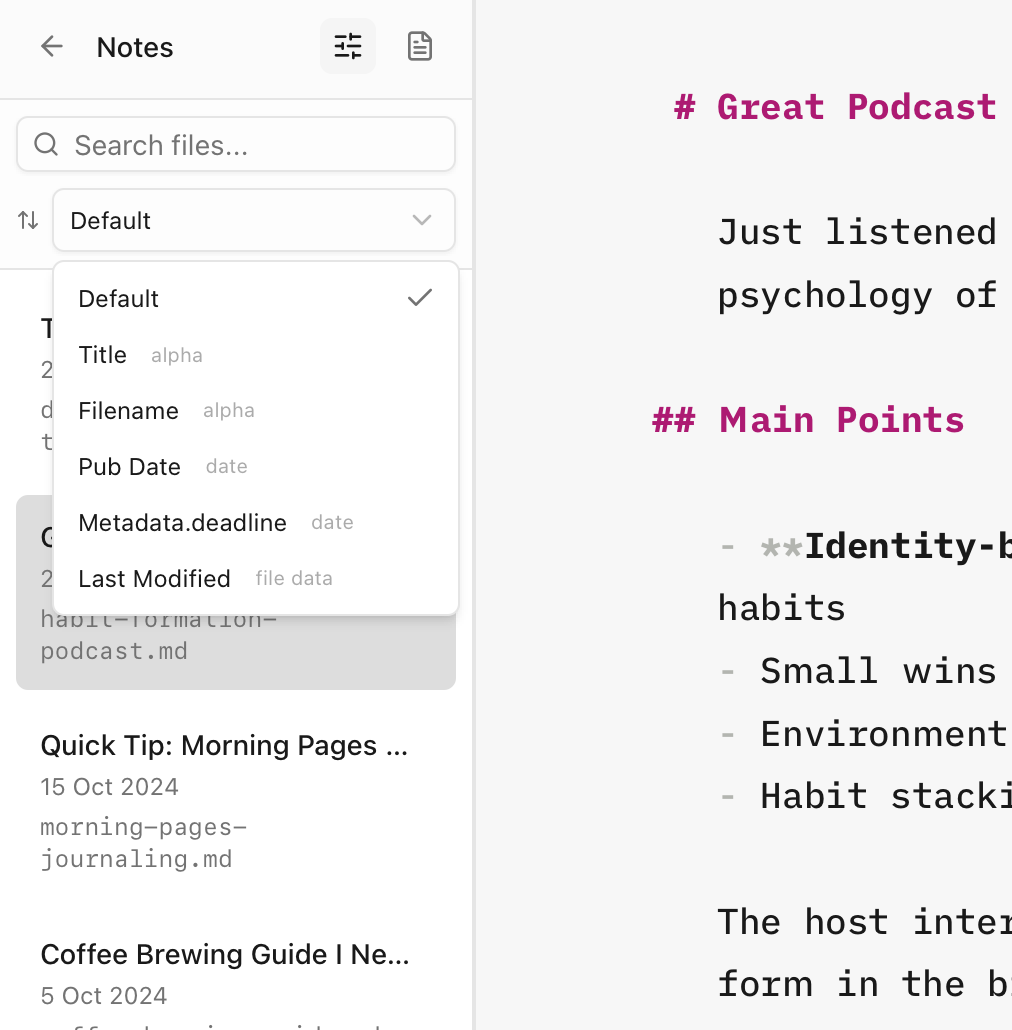 Notes
Search files...
Default
Default
Title alpha
Filename alpha
Pub Date date
Metadata.deadline date
Last Modified file data
habit-formation-
podcast.md
Quick Tip: Morning Pages ...
15 Oct 2024
morning-pages-
journaling.md
Coffee Brewing Guide I Ne...
5 Oct 2024
# Great Podcast
Just listened
psychology of
## Main Points
- **Identity-b
habits
- Small wins
- Environment
- Habit stacki
The host inter
form in the b